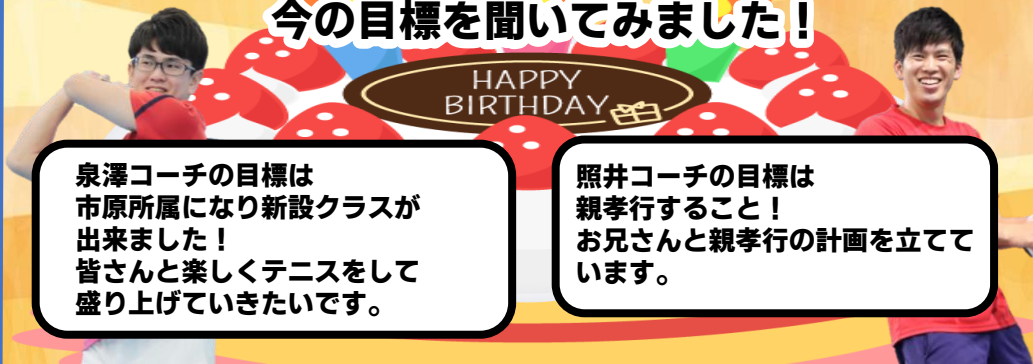 今の目標を聞いてみました！
HAPPY
BIRTHDAY
泉澤コーチの目標は
市原所属になり新設クラスが
出来ました！
皆さんと楽しくテニスをして
盛り上げていきたいです。
照井コーチの目標は
親孝行すること！
お兄さんと親孝行の計画を立てて
います。